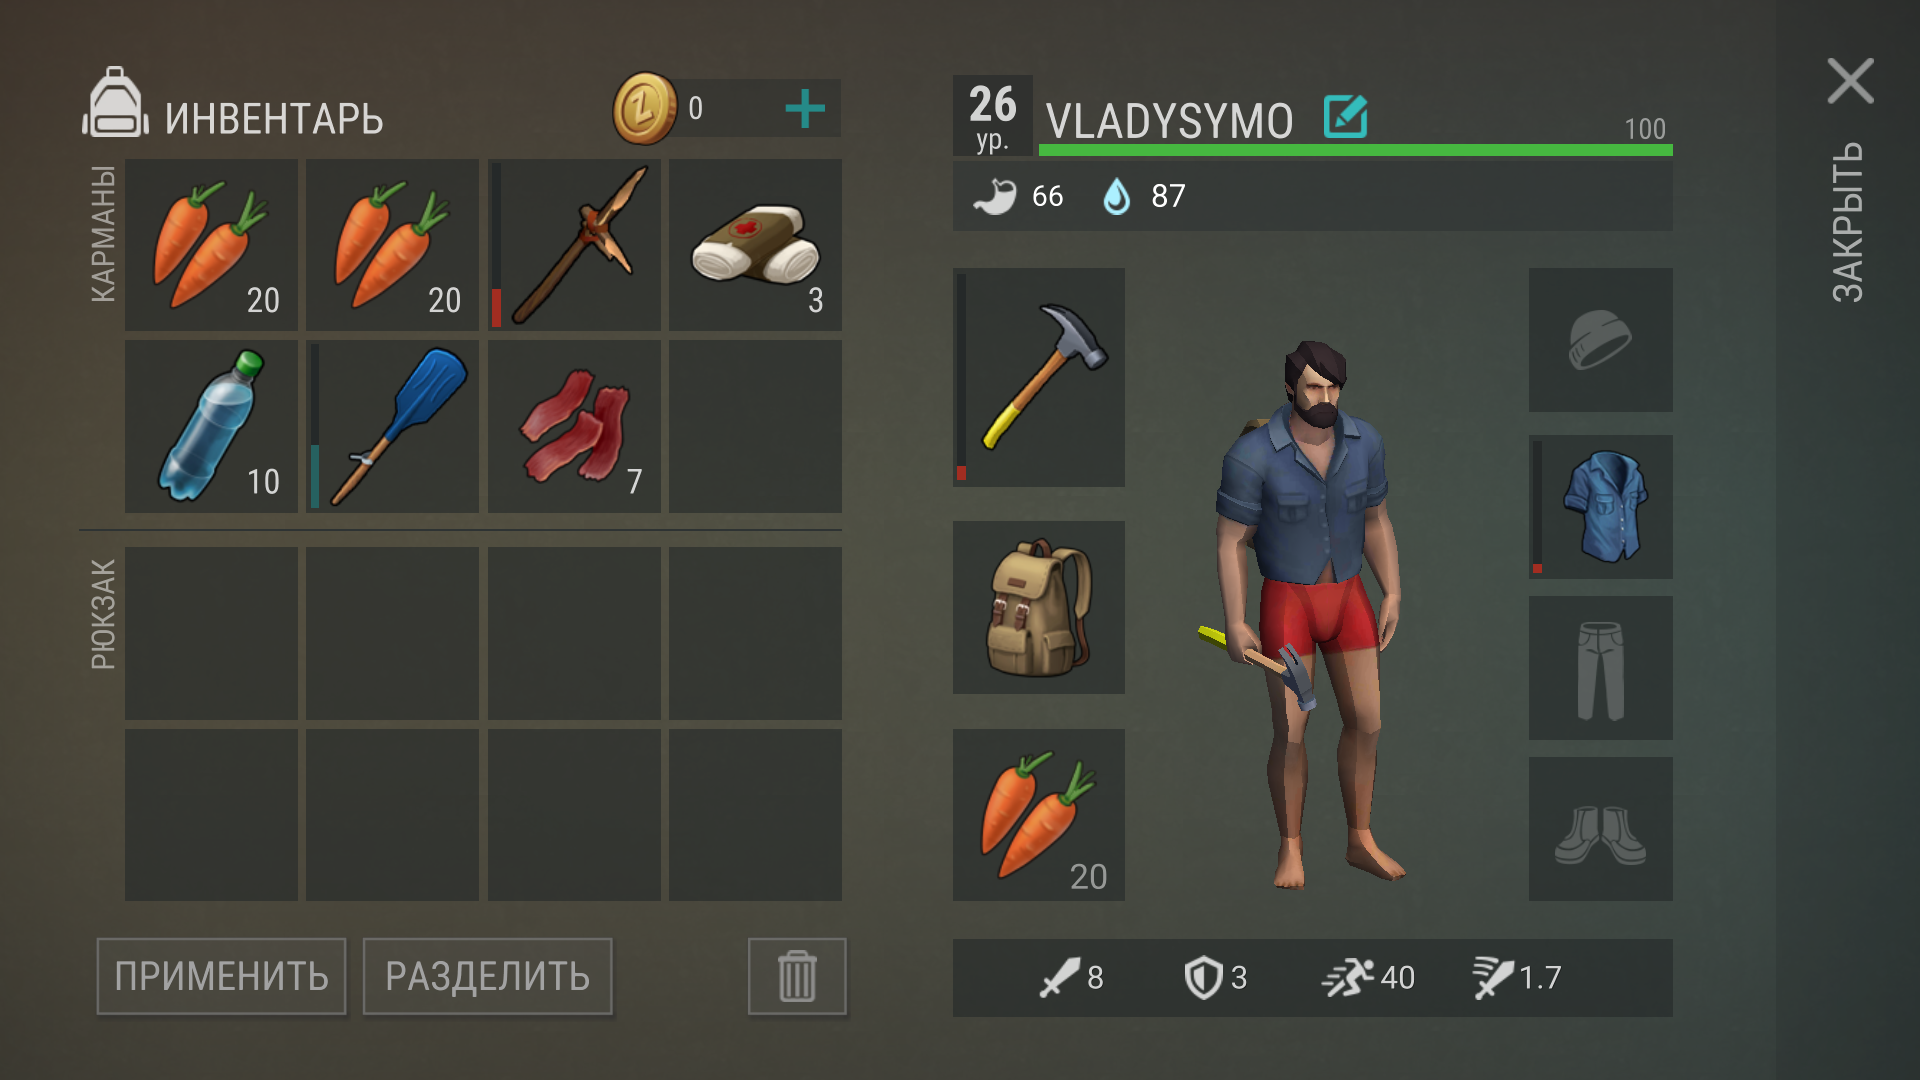 ИНВЕНТАРЬ
0
КАРМАНЫ
20
20
3
10
7
РЮКЗАК
ПРИМЕНИТЬ
РАЗДЕЛИТЬ
26
ур.
VLADYSYMO
100
66
87
20
8
3
40
1.7
ЗАКРЫТЬ